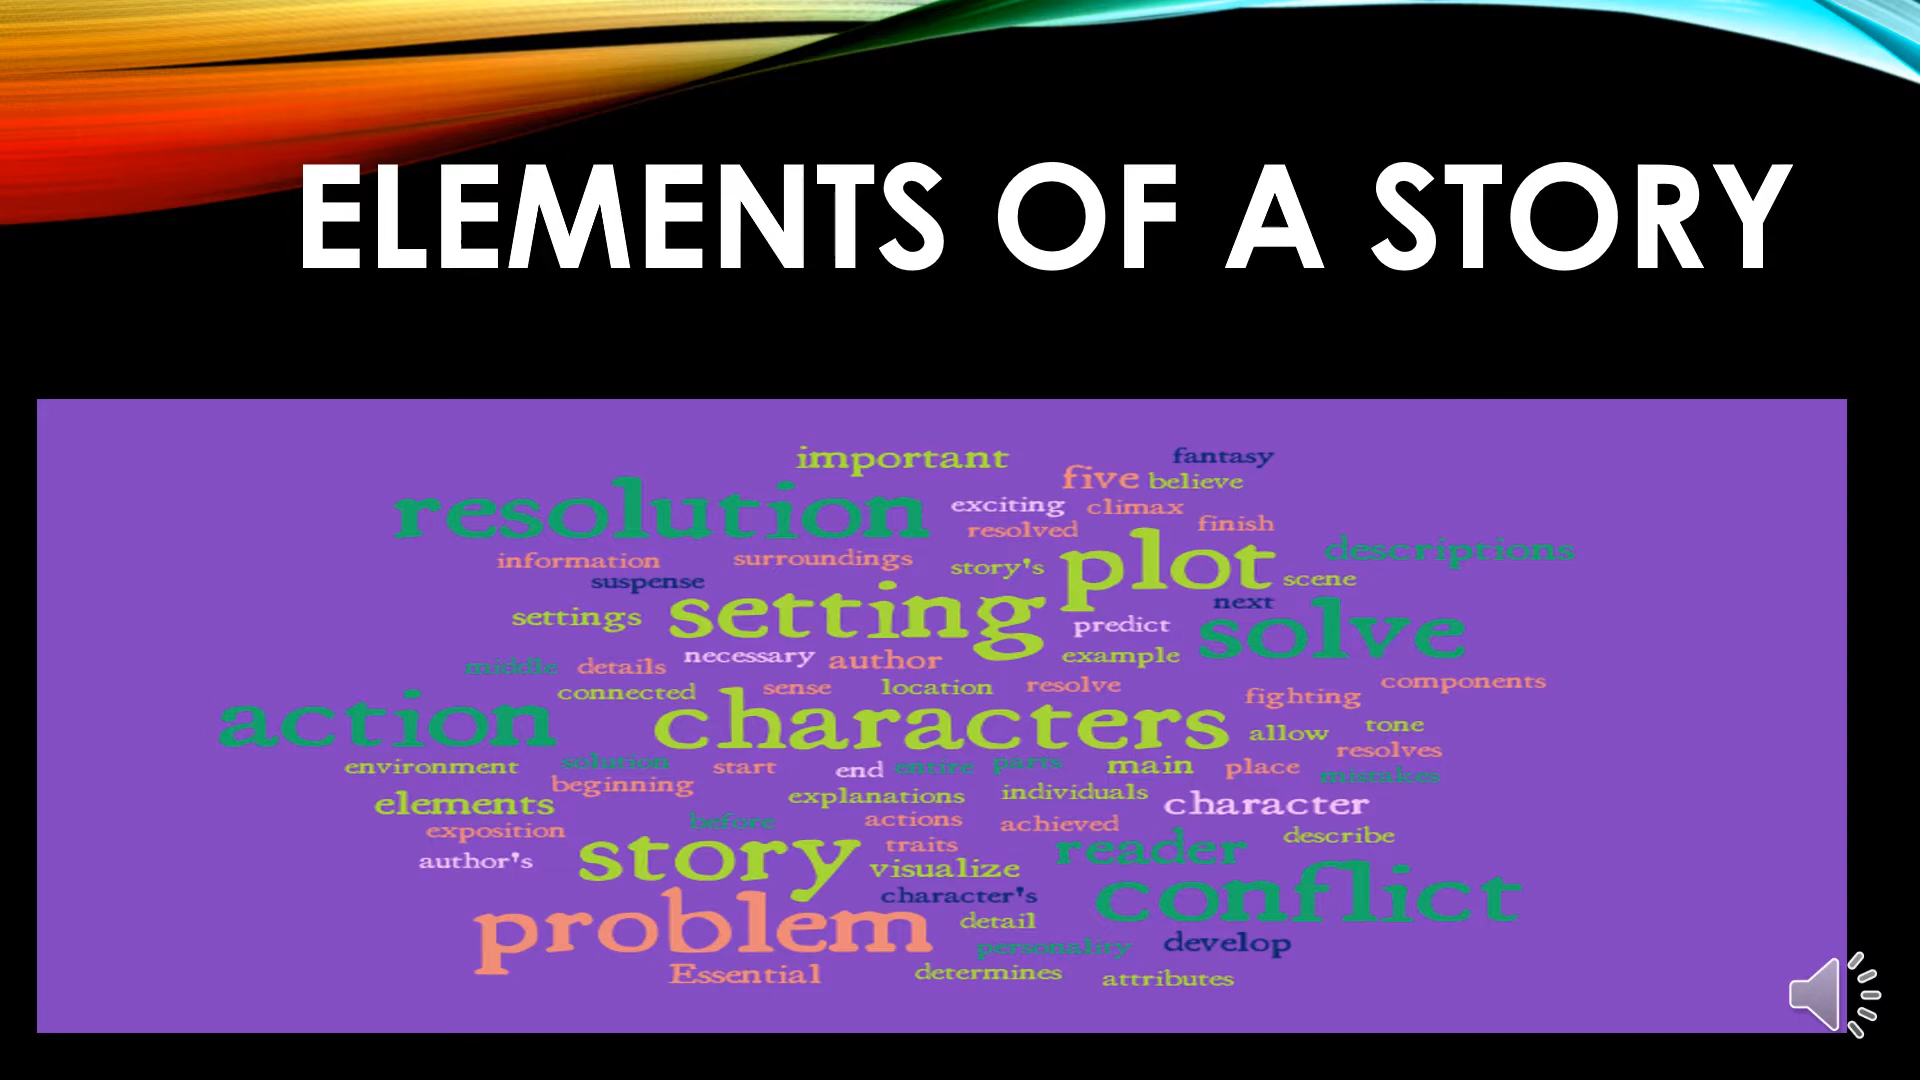 ELEMENTS OF A STORY
important fantasy
five believe
resolution exciting climax
resolved finish
information surroundings story's plot descriptions
suspense scene
settings setting next
predict solve
middle details necessary author example
connected sense location resolve fighting components
action characters allow tone
resolves
environment solution start end entire parts main place mistakes
beginning
elements explanations individuals character
exposition before actions achieved describe
author's story traits reader
visualize
character's conflict
problem detail
personality develop
Essential determines attributes